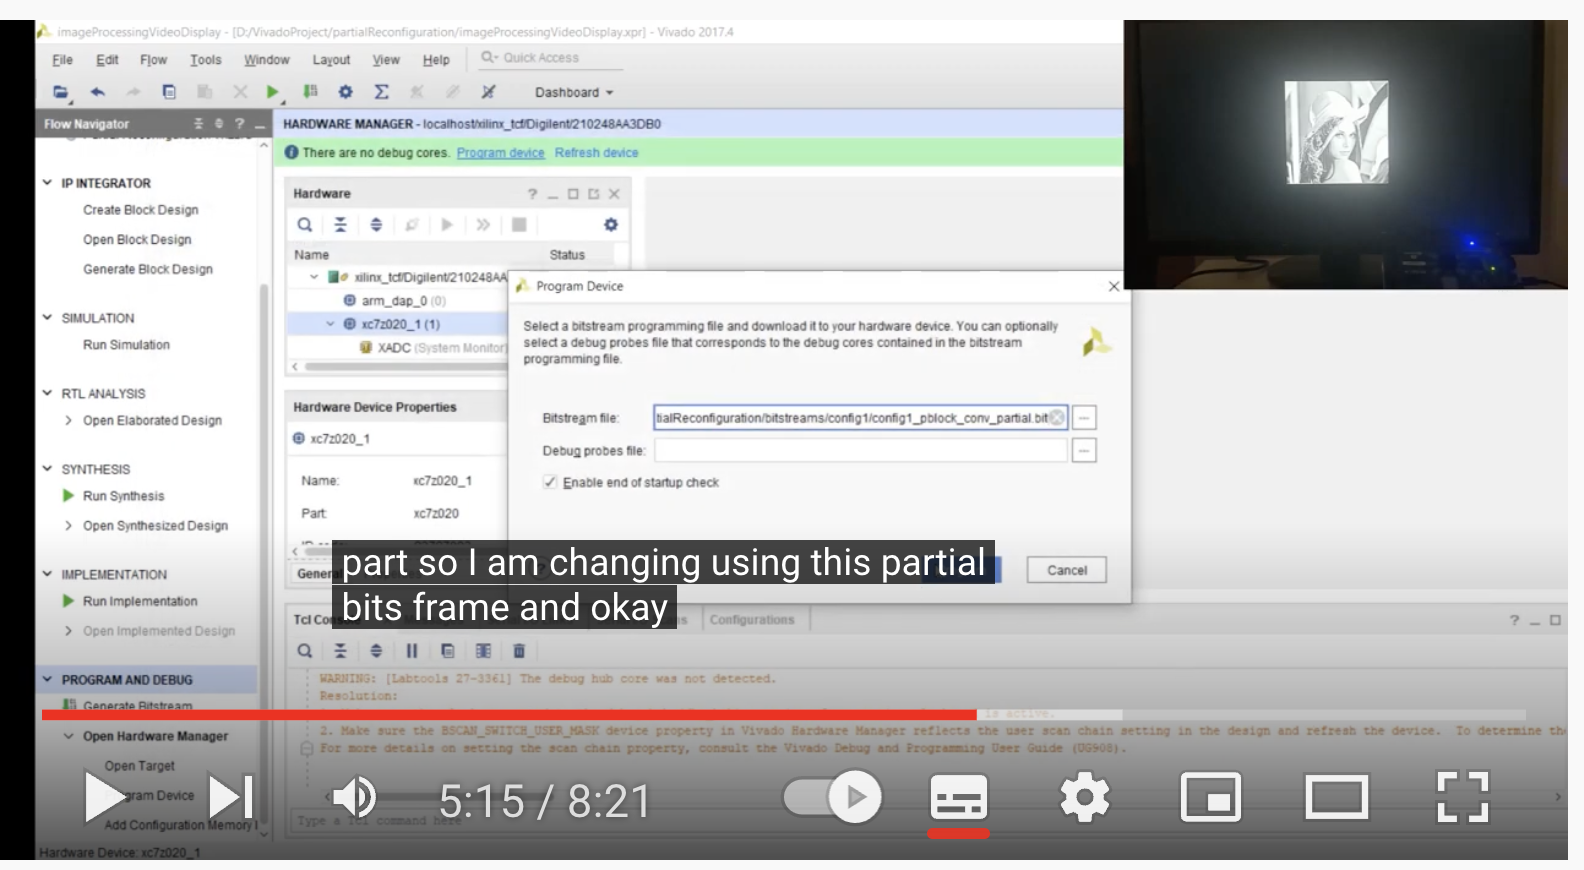 imageProcessingVideoDisplay - [D:/VivadoProject/partialReconfiguration/imageProcessingVideoDisplay.xpr] - Vivado 2017.4
File Edit Flow Tools Window Layout View Help Quick Access
Dashboard
Flow Navigator
HARDWARE MANAGER - localhost/xilinx_tcf/Digilent/210248AA3DB0
There are no debug cores. Program device Refresh device
IP INTEGRATOR
Create Block Design
Open Block Design
Generate Block Design
SIMULATION
Run Simulation
RTL ANALYSIS
Open Elaborated Design
SYNTHESIS
Run Synthesis
Open Synthesized Design
IMPLEMENTATION
Run Implementation
Open Implemented Design
PROGRAM AND DEBUG
Generate Bitstream
Open Hardware Manager
Open Target
gram Device
Add Configuration Memory
Hardware Device: xc7z020_1
Hardware
Name Status
xilinx_tcf/Digilent/210248AA
arm_dap_0 (0)
xc7z020_1 (1)
XADC (System Monitor)
Hardware Device Properties
xc7z020_1
Name: xc7z020_1
Part: xc7z020
General
Program Device
Select a bitstream programming file and download it to your hardware device. You can optionally
select a debug probes file that corresponds to the debug cores contained in the bitstream
programming file.
Bitstream file: tialReconfiguration/bitstreams/config1/config1_pblock_conv_partial.bit
Debug probes file:
Enable end of startup check
Cancel
part so I am changing using this partial
bits frame and okay
Tcl Co Configurations
WARNING: [Labtools 27-3361] The debug hub core was not detected.
Resolution:
is active.
2. Make sure the BSCAN_SWITCH_USER_MASK device property in Vivado Hardware Manager reflects the user scan chain setting in the design and refresh the device. To determine th
For more details on setting the scan chain property, consult the Vivado Debug and Programming User Guide (UG908).
Type a Tcl command here
5:15 / 8:21